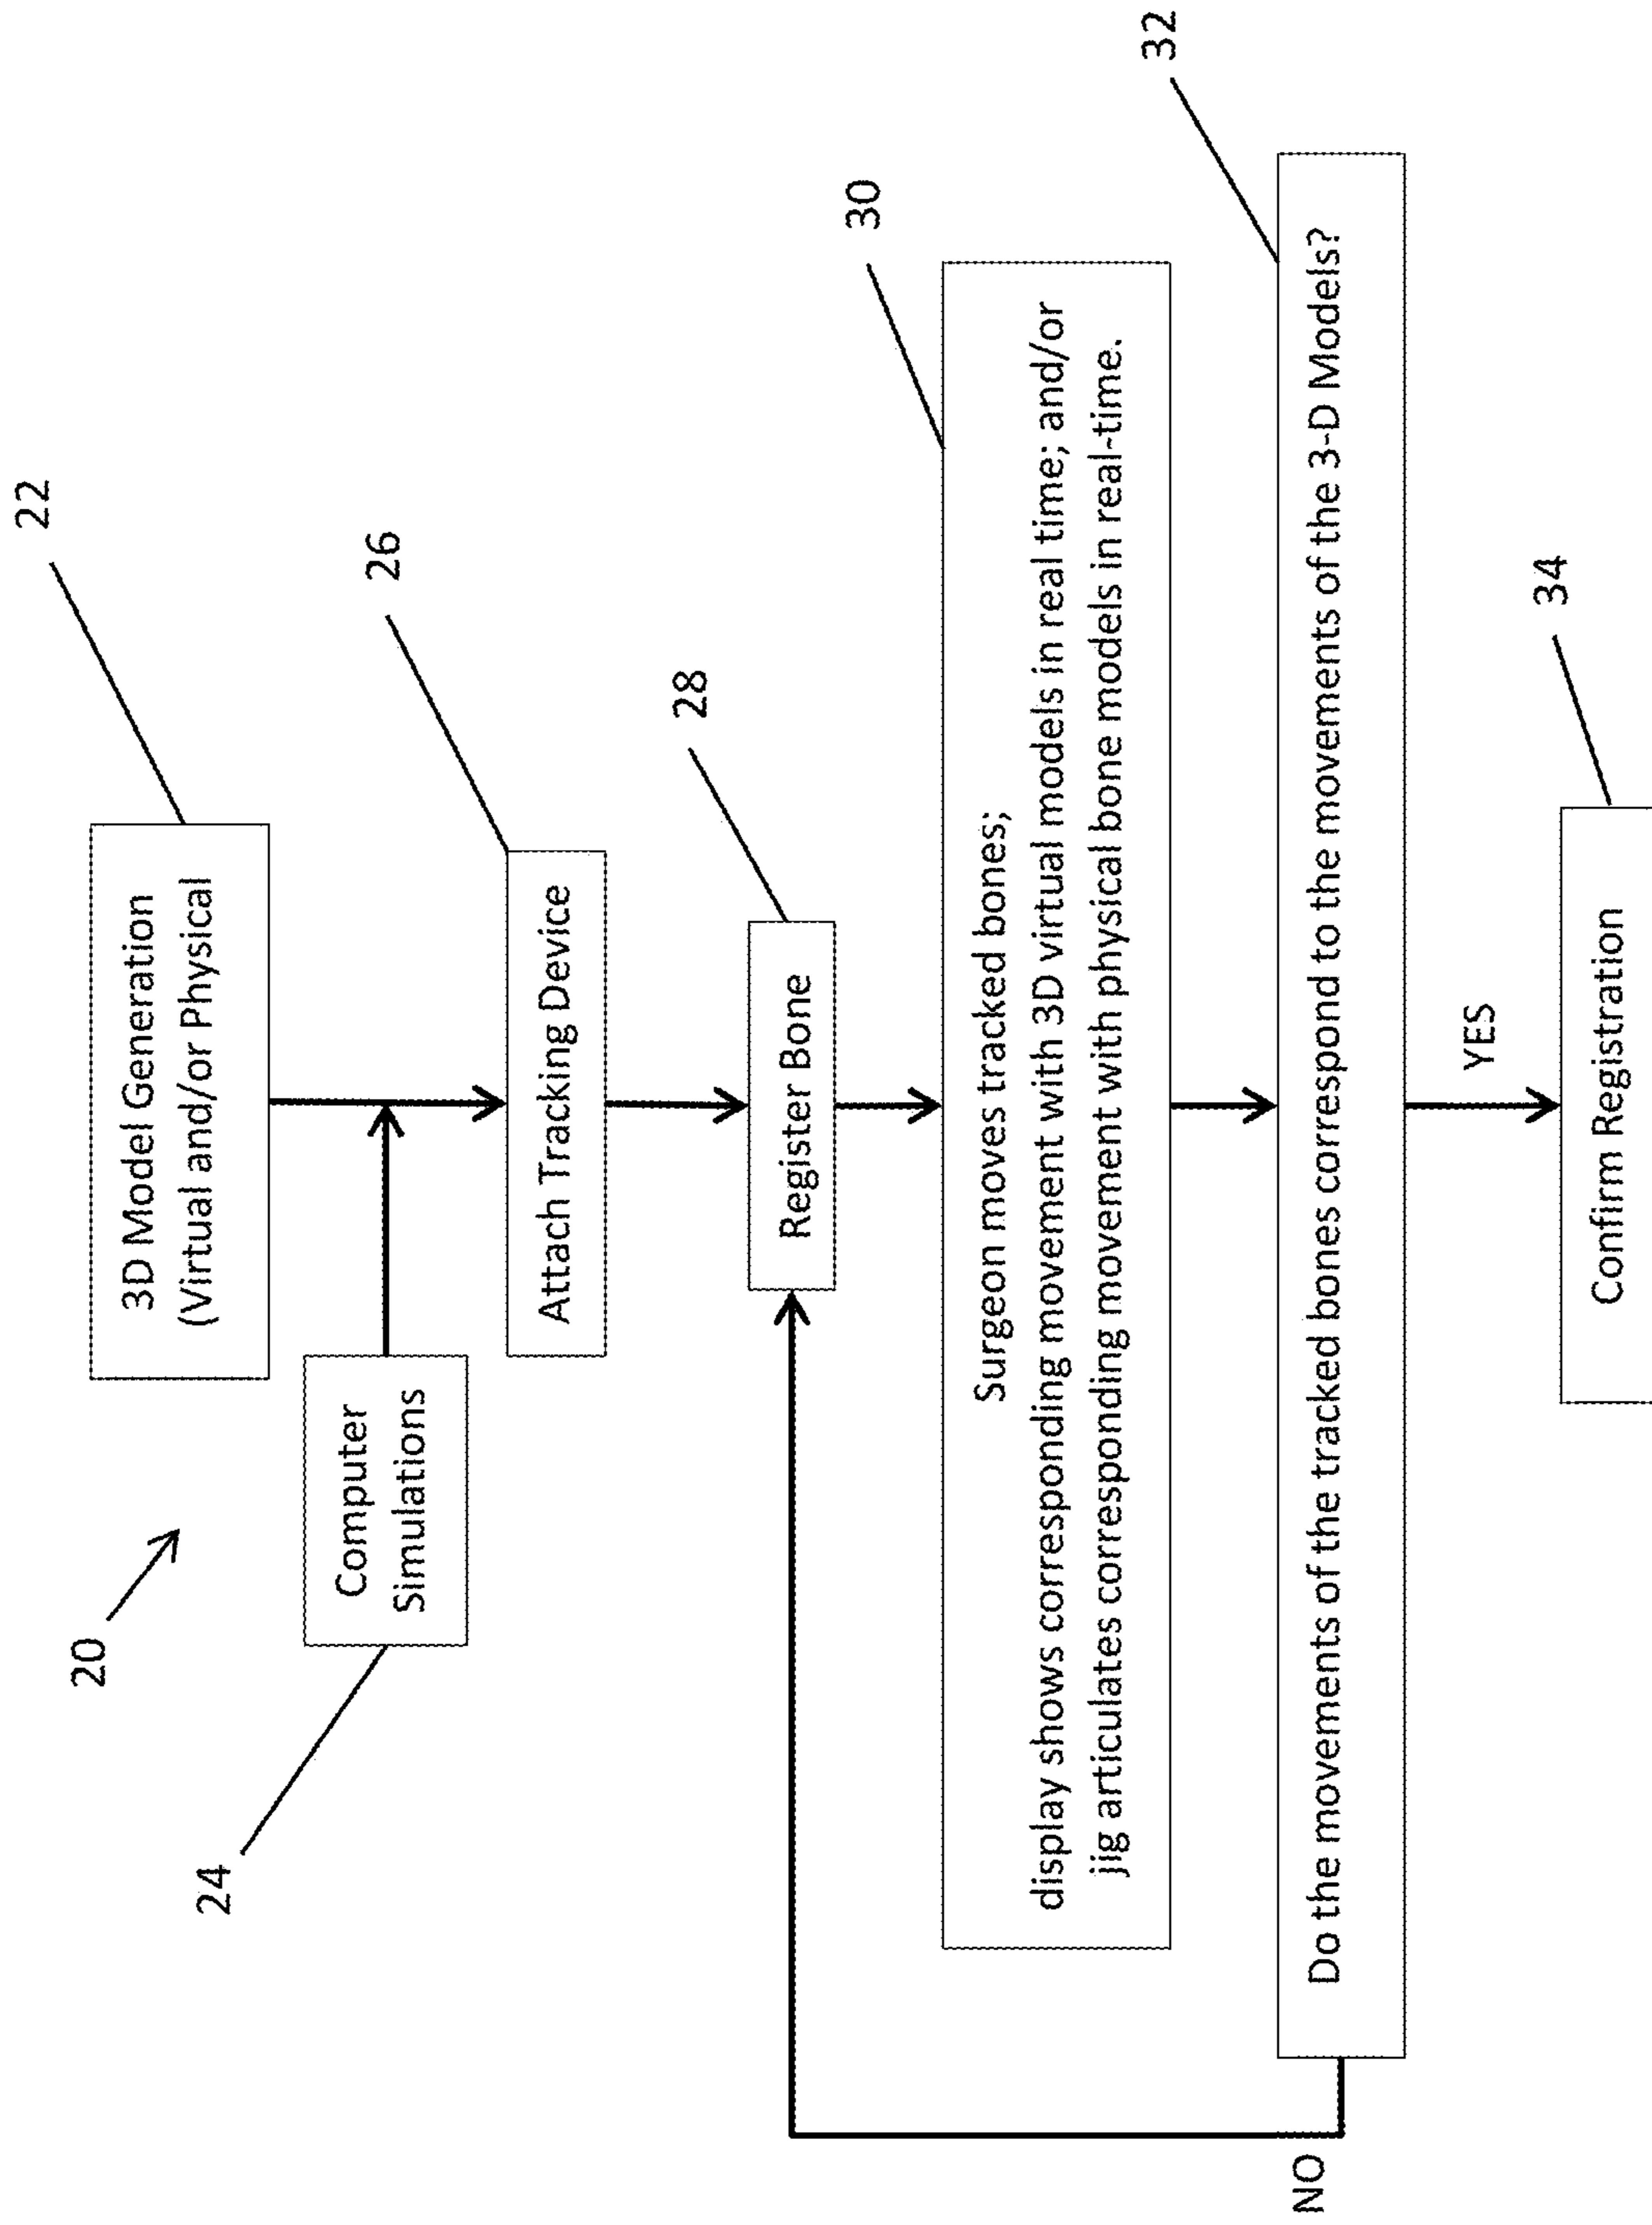 20
22
3D Model Generation
(Virtual and/or Physical
24
Computer
Simulations
26
Attach Tracking Device
28
Register Bone
30
Surgeon moves tracked bones;
display shows corresponding movement with 3D virtual models in real time; and/or
jig articulates corresponding movement with physical bone models in real-time.
32
Do the movements of the tracked bones correspond to the movements of the 3-D Models?
NO
YES
34
Confirm Registration